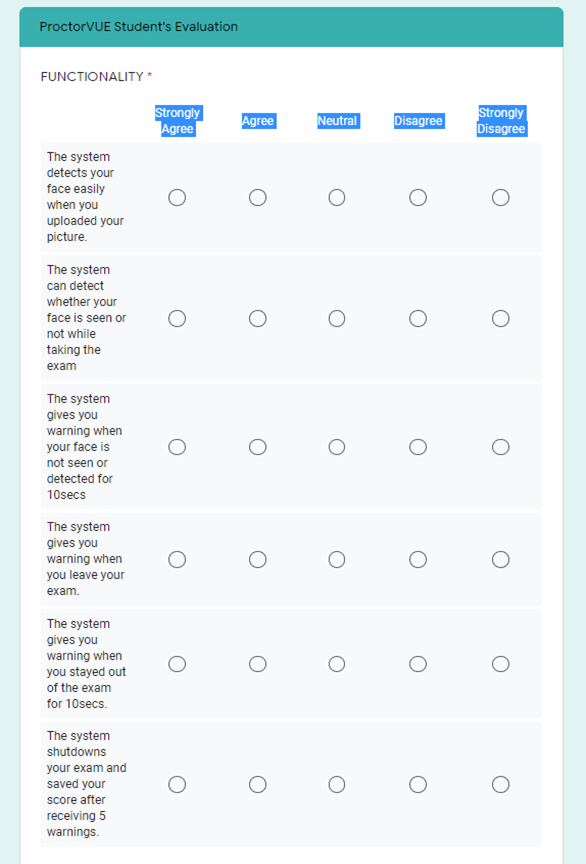 ProctorVUE Student's Evaluation
FUNCTIONALITY *
Strongly Agree Agree Neutral Disagree Strongly Disagree
The system
detects your
face easily
when you
uploaded your
picture.
The system
can detect
whether your
face is seen or
not while
taking the
exam
The system
gives you
warning when
your face is
not seen or
detected for
10secs
The system
gives you
warning when
you leave your
exam.
The system
gives you
warning when
you stayed out
of the exam
for 10secs.
The system
shutdowns
your exam and
saved your
score after
receiving 5
warnings.